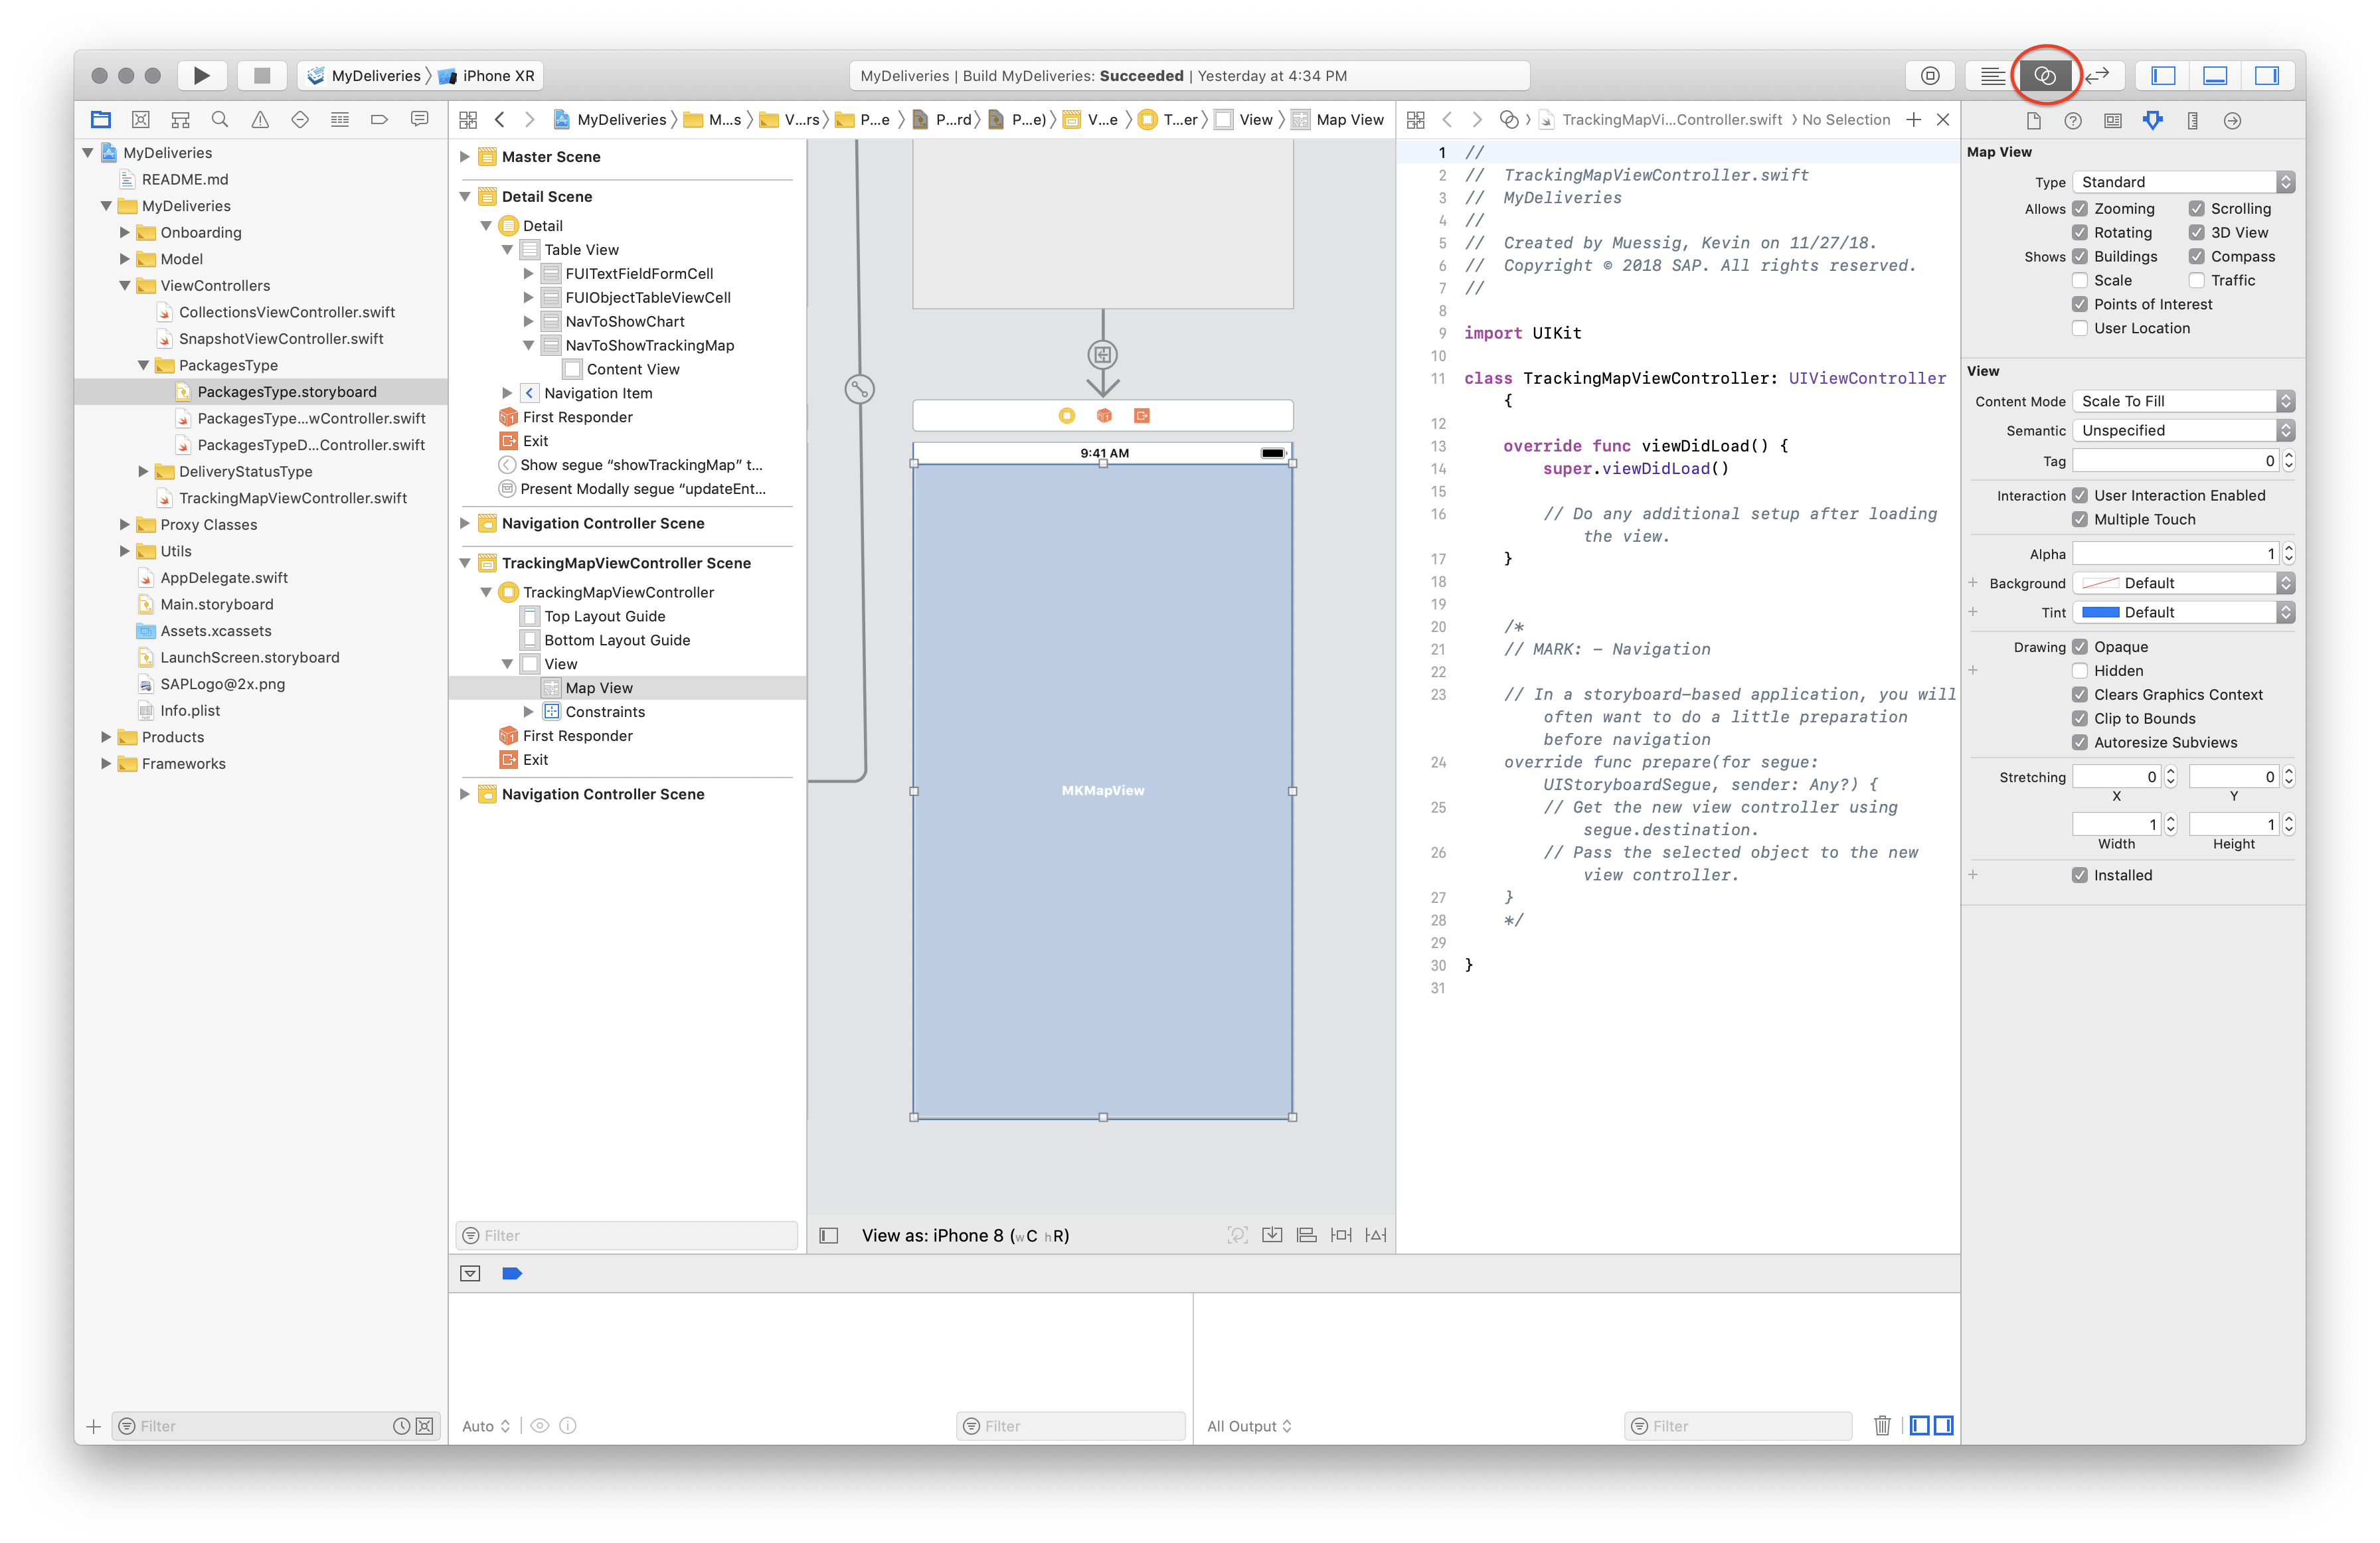 MyDeliveries 〉 iPhone XR
MyDeliveries | Build MyDeliveries: Succeeded | Yesterday at 4:34 PM
MyDeliveries
README.md
MyDeliveries
Onboarding
Model
ViewControllers
CollectionsViewController.swift
SnapshotViewController.swift
PackagesType
PackagesType.storyboard
PackagesType...wController.swift
PackagesTypeD...Controller.swift
DeliveryStatusType
TrackingMapViewController.swift
Proxy Classes
Utils
AppDelegate.swift
Main.storyboard
Assets.xcassets
LaunchScreen.storyboard
SAPLogo@2x.png
Info.plist
Products
Frameworks
Filter
MyDeliveries 〉 M...s 〉 V...rs 〉 P...e 〉 P...rd 〉 P...e) 〉 V...e 〉 T...er 〉 View 〉 Map View
Master Scene
Detail Scene
Detail
Table View
FUITextFieldFormCell
FUIObjectTableViewCell
NavToShowChart
NavToShowTrackingMap
Content View
Navigation Item
First Responder
Exit
Show segue “showTrackingMap” t...
Present Modally segue “updateEnt...
Navigation Controller Scene
TrackingMapViewController Scene
TrackingMapViewController
Top Layout Guide
Bottom Layout Guide
View
Map View
Constraints
First Responder
Exit
Navigation Controller Scene
Filter
9:41 AM
MKMapView
View as: iPhone 8 (wC hR)
TrackingMapVi...Controller.swift 〉 No Selection
1 //
2 //  TrackingMapViewController.swift
3 //  MyDeliveries
4 //
5 //  Created by Muessig, Kevin on 11/27/18.
6 //  Copyright © 2018 SAP. All rights reserved.
7 //
8
9 import UIKit
10
11 class TrackingMapViewController: UIViewController
{
12
13 override func viewDidLoad() {
14 super.viewDidLoad()
15
16 // Do any additional setup after loading
the view.
17 }
18
19
20 /*
21 // MARK: - Navigation
22
23 // In a storyboard-based application, you will
often want to do a little preparation
before navigation
24 override func prepare(for segue:
UIStoryboardSegue, sender: Any?) {
25 // Get the new view controller using
segue.destination.
26 // Pass the selected object to the new
view controller.
27 }
28 */
29
30 }
31
Map View
Type Standard
Allows Zooming Scrolling
Rotating 3D View
Shows Buildings Compass
Scale Traffic
Points of Interest
User Location
View
Content Mode Scale To Fill
Semantic Unspecified
Tag 0
Interaction User Interaction Enabled
Multiple Touch
Alpha 1
Background Default
Tint Default
Drawing Opaque
Hidden
Clears Graphics Context
Clip to Bounds
Autoresize Subviews
Stretching 0 0
X Y
1 1
Width Height
Installed
Auto
Filter
All Output
Filter